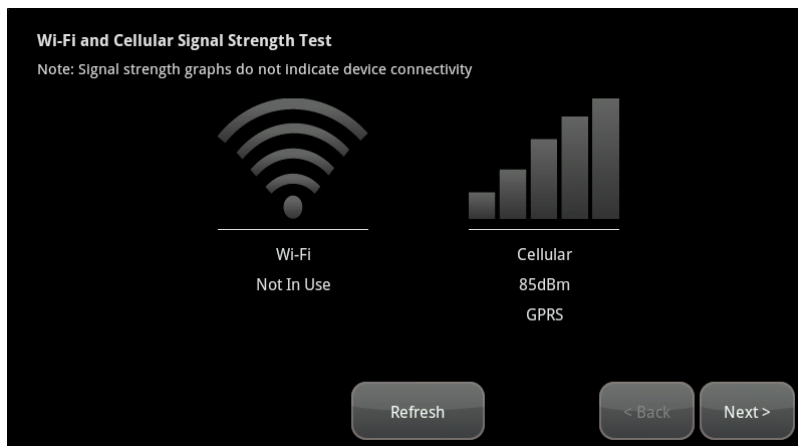 Wi-Fi and Cellular Signal Strength Test
Note: Signal strength graphs do not indicate device connectivity
Wi-Fi
Not In Use
Cellular
85dBm
GPRS
Refresh
< Back
Next >